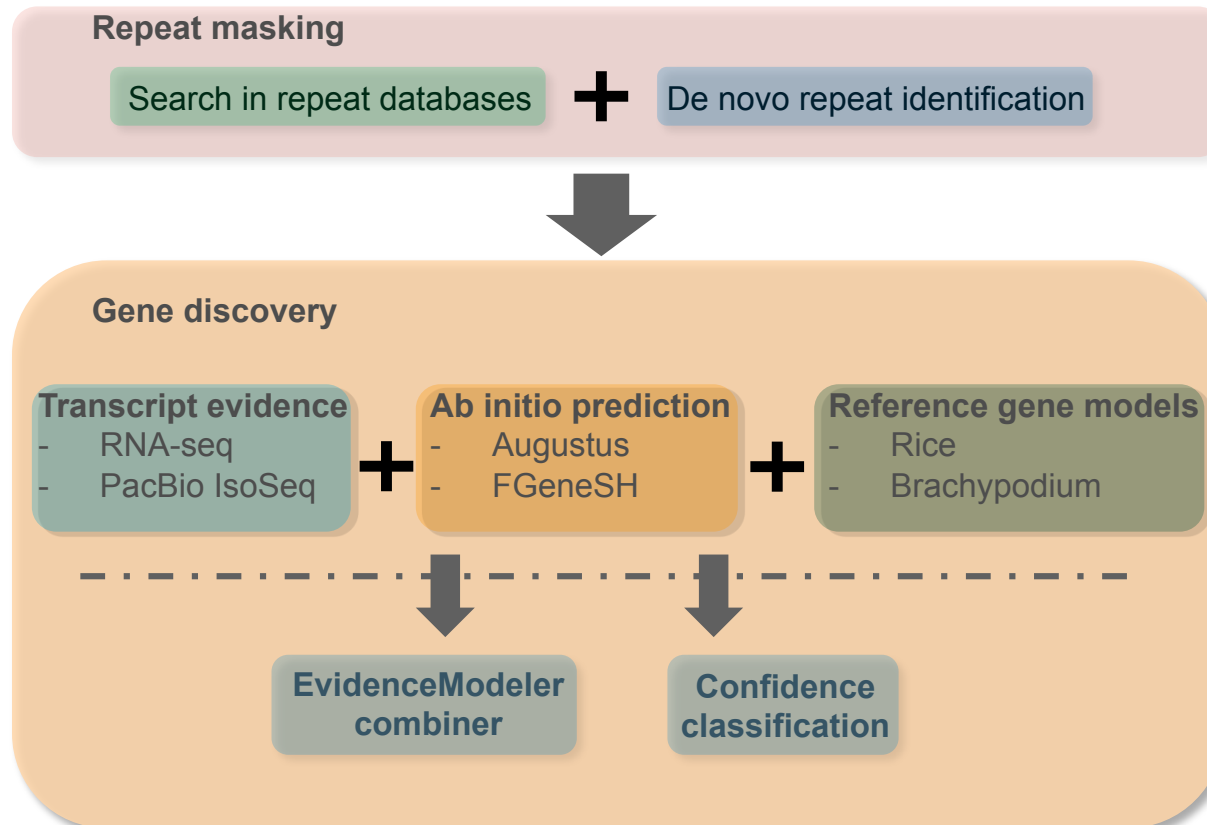 Repeat masking
Search in repeat databases
De novo repeat identification
Gene discovery
Transcript evidence
- RNA-seq
- PacBio IsoSeq
Ab initio prediction
- Augustus
- FGeneSH
Reference gene models
- Rice
- Brachypodium
EvidenceModeler
combiner
Confidence
classification